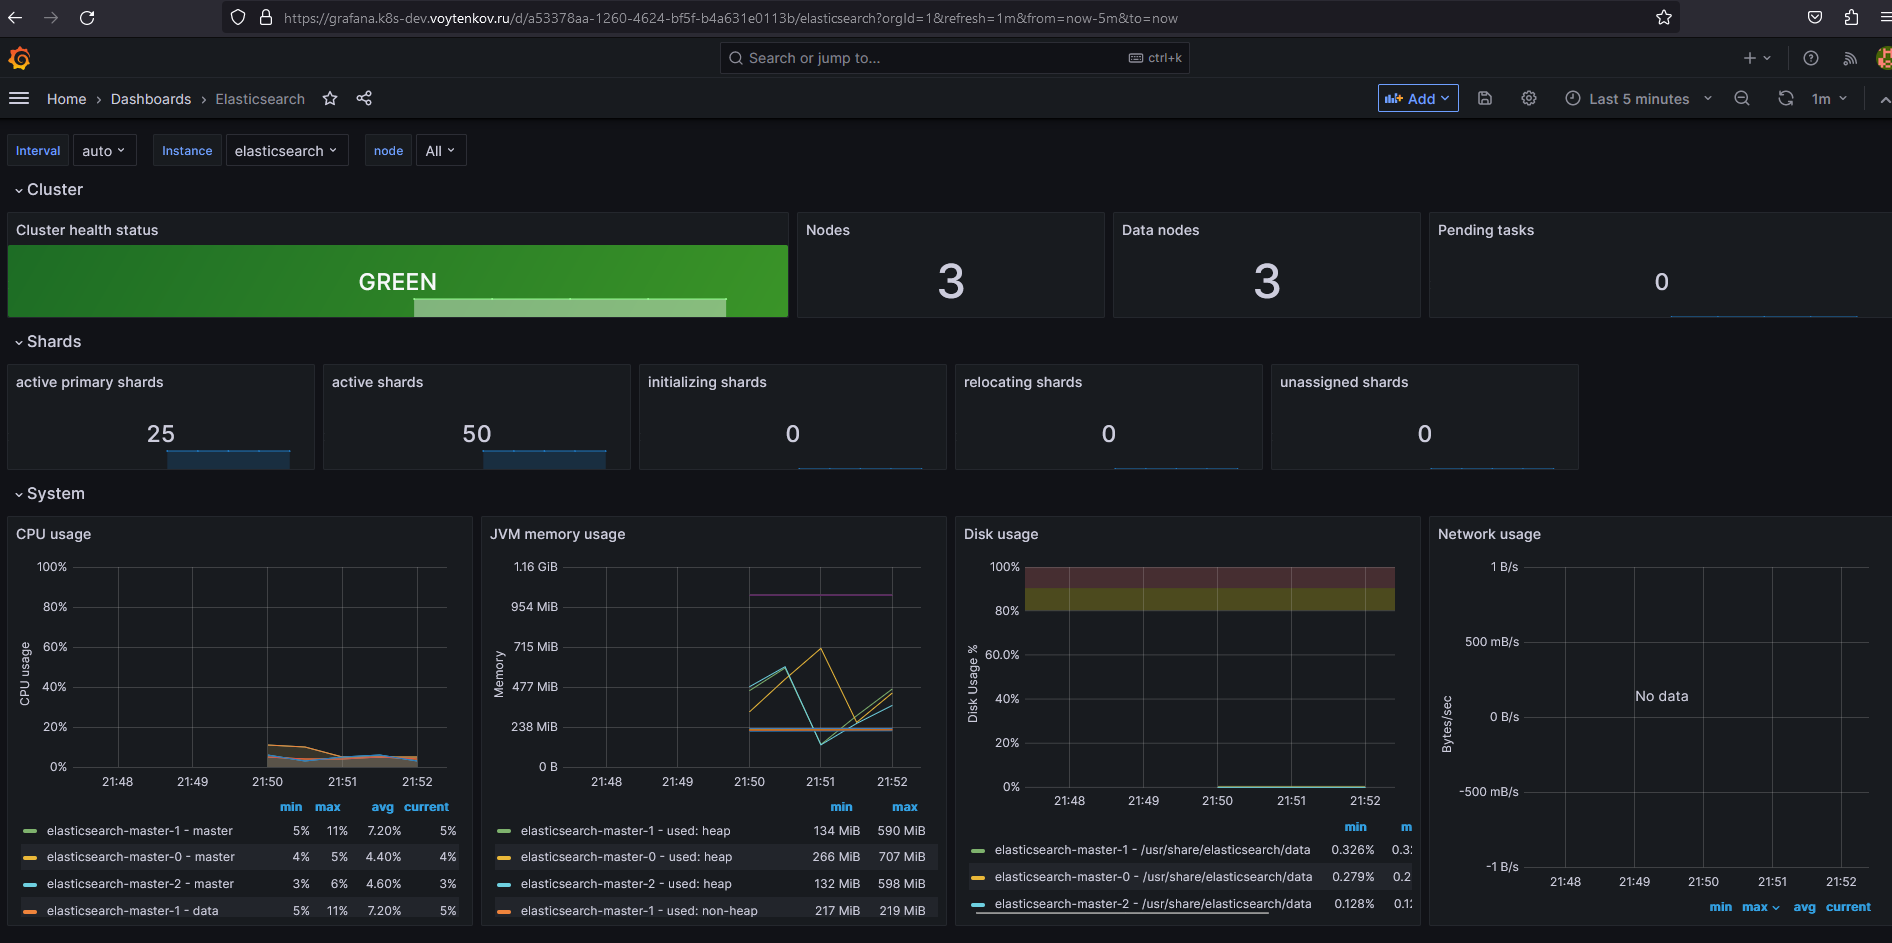 https://grafana.k8s-dev.voytenkov.ru/d/a53378aa-1260-4624-bf5f-b4a631e0113b/elasticsearch?orgId=1&refresh=1m&from=now-5m&to=now
Search or jump to... ctrl+k
Home › Dashboards › Elasticsearch Add Last 5 minutes 1m
Interval auto Instance elasticsearch node All
Cluster
Cluster health status Nodes Data nodes Pending tasks
GREEN 3 3 0
Shards
active primary shards active shards initializing shards relocating shards unassigned shards
25 50 0 0 0
System
CPU usage
100%
80%
60%
40%
20%
0%
CPU usage
21:48 21:49 21:50 21:51 21:52
min max avg current
elasticsearch-master-1 - master 5% 11% 7.20% 5%
elasticsearch-master-0 - master 4% 5% 4.40% 4%
elasticsearch-master-2 - master 3% 6% 4.60% 3%
elasticsearch-master-1 - data 5% 11% 7.20% 5%
JVM memory usage
1.16 GiB
954 MiB
715 MiB
477 MiB
238 MiB
0 B
Memory
21:48 21:49 21:50 21:51 21:52
min max
elasticsearch-master-1 - used: heap 134 MiB 590 MiB
elasticsearch-master-0 - used: heap 266 MiB 707 MiB
elasticsearch-master-2 - used: heap 132 MiB 598 MiB
elasticsearch-master-1 - used: non-heap 217 MiB 219 MiB
Disk usage
100%
80%
60.0%
40%
20%
0%
Disk Usage %
21:48 21:49 21:50 21:51 21:52
min m
elasticsearch-master-1 - /usr/share/elasticsearch/data 0.326% 0.3
elasticsearch-master-0 - /usr/share/elasticsearch/data 0.279% 0.2
elasticsearch-master-2 - /usr/share/elasticsearch/data 0.128% 0.1
Network usage
1 B/s
500 mB/s
0 B/s
-500 mB/s
-1 B/s
Bytes/sec
No data
21:48 21:49 21:50 21:51 21:52
min max avg current